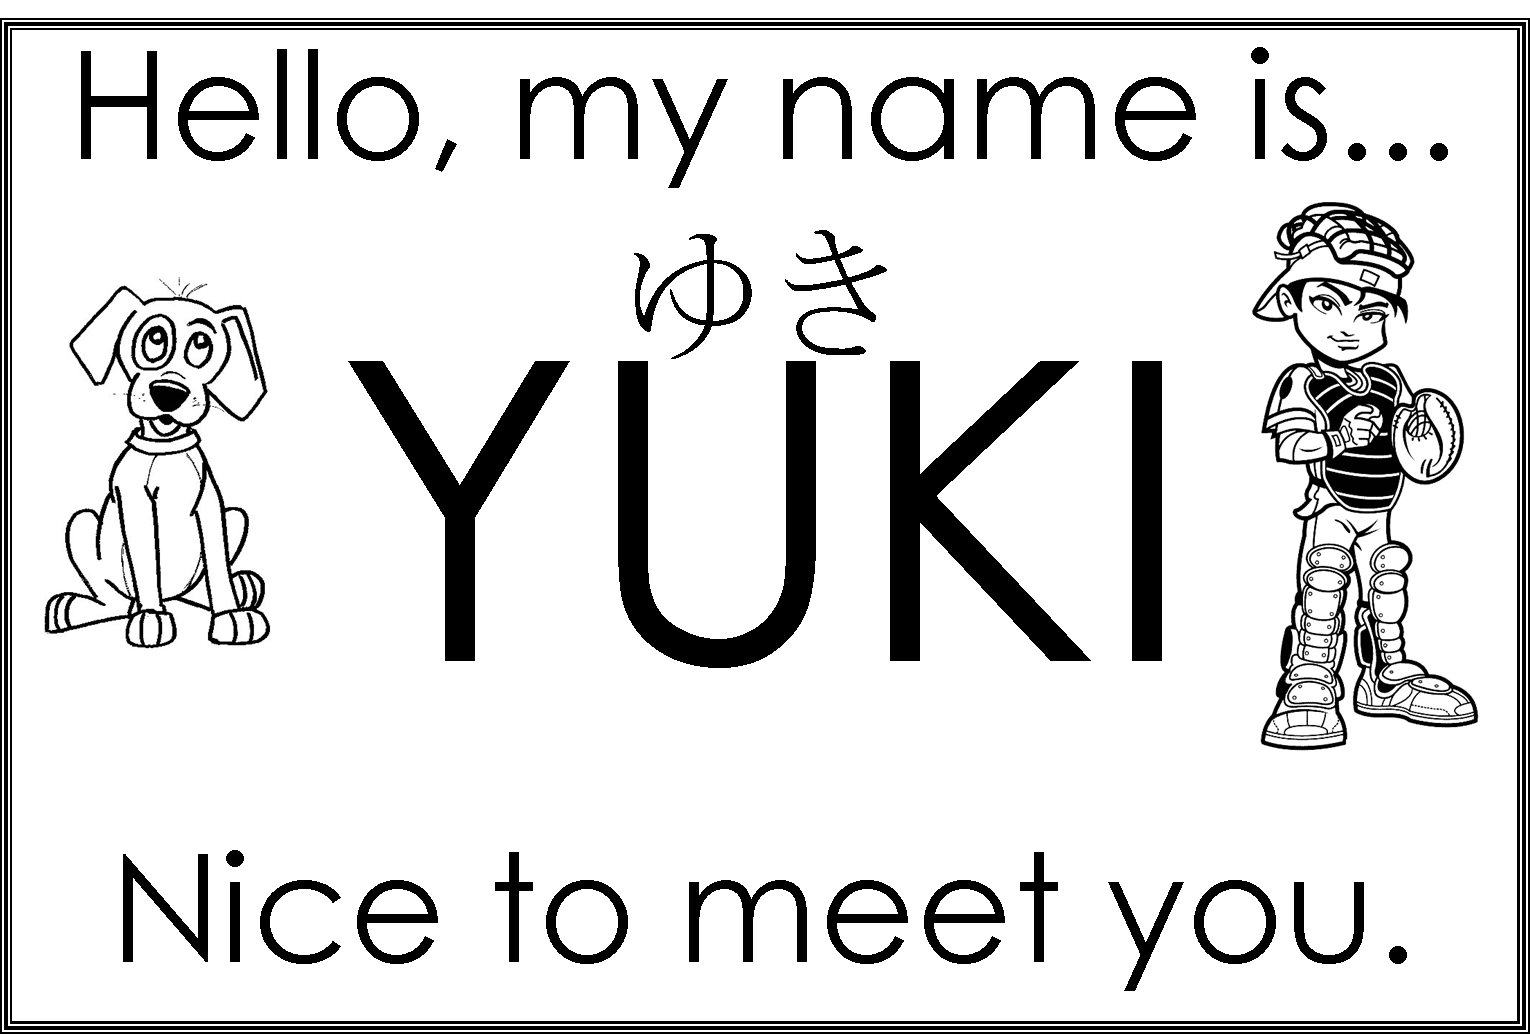 Hello, my name is...
ゆき
YUKI
Nice to meet you.